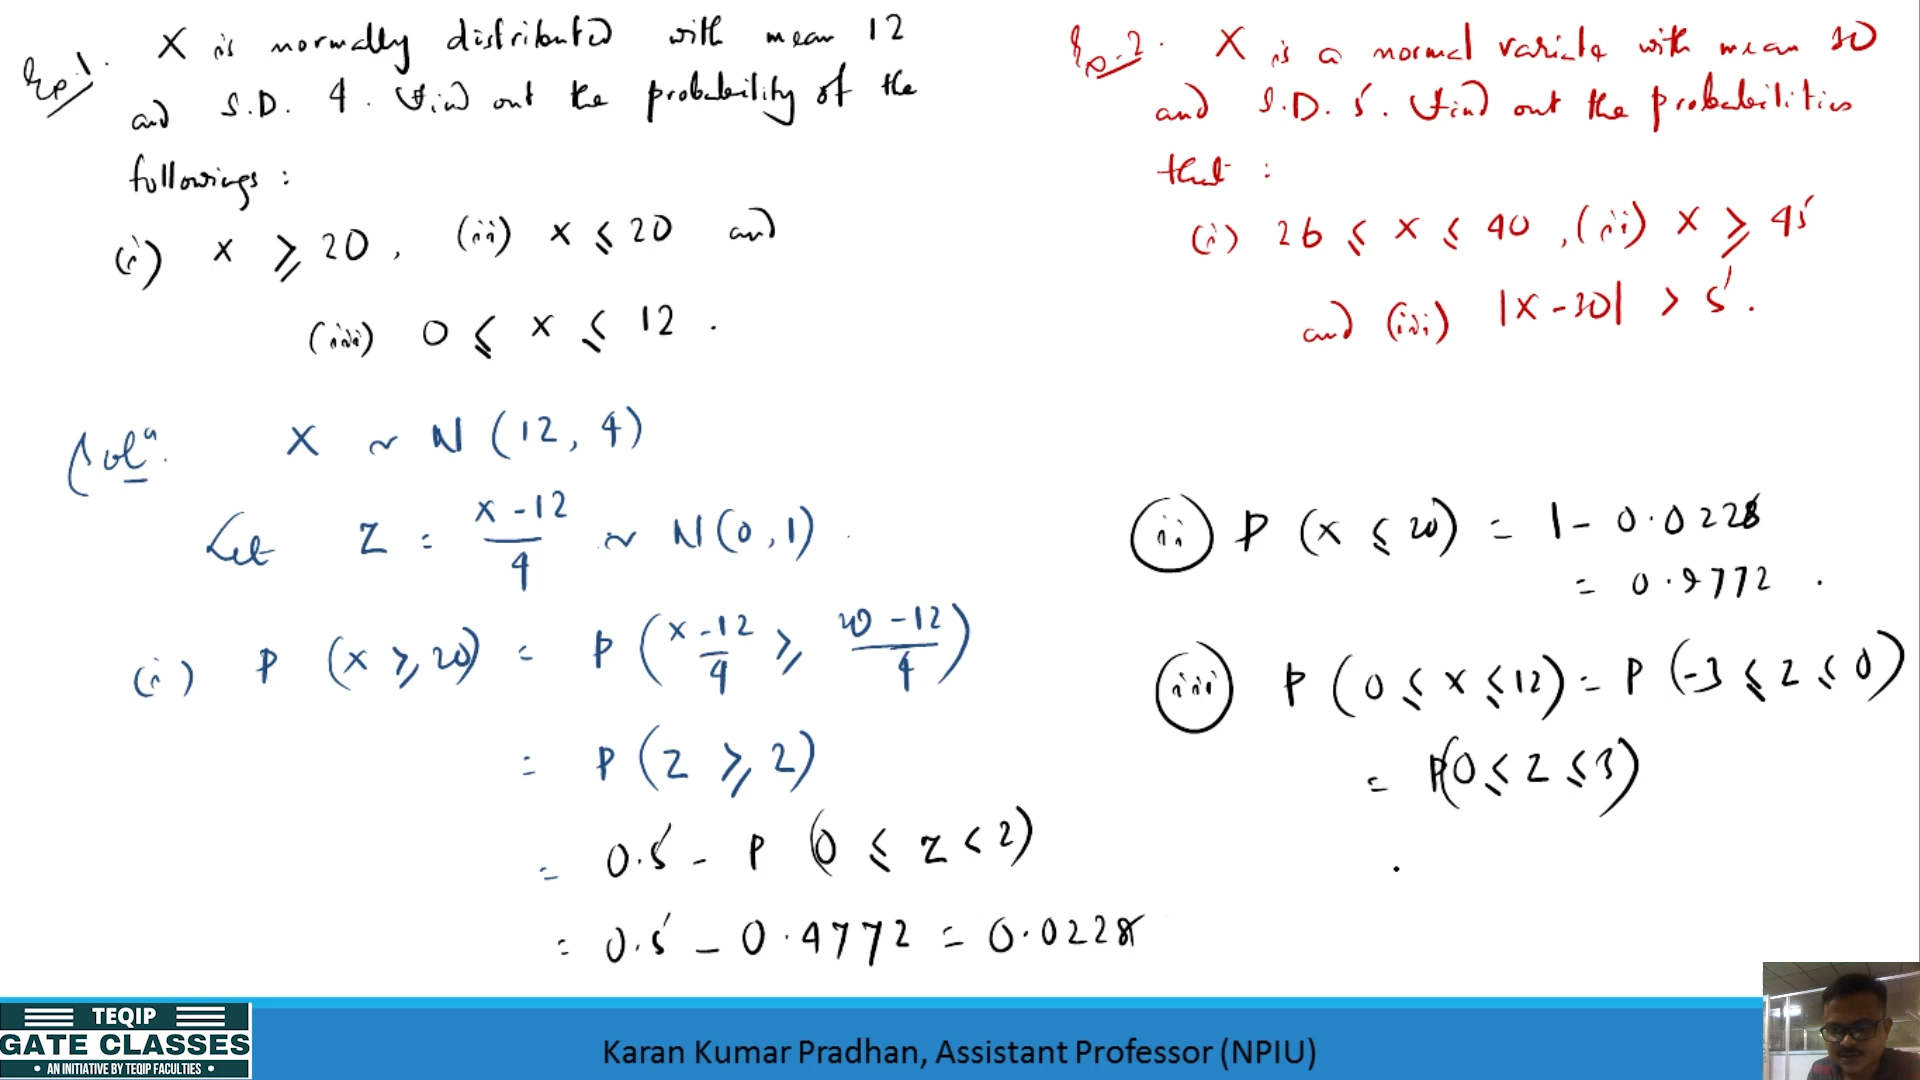 Ex.1. X is normally distributed with mean 12
and S.D. 4. Find out the probability of the
followings :
(i) X ⩾ 20, (ii) X ⩽ 20 and
(iii) 0 ⩽ X ⩽ 12.
Solⁿ. X ~ N (12, 4)
Let Z = (X - 12)/4 ~ N(0, 1).
(i) P (X ⩾ 20) = P ((X - 12)/4 ⩾ (20 - 12)/4)
= P (Z ⩾ 2)
= 0.5 - P (0 ⩽ Z < 2)
= 0.5 - 0.4772 = 0.0228
Ex.2. X is a normal variate with mean 30
and S.D. 5. Find out the probabilities
that :
(i) 26 ⩽ X ⩽ 40, (ii) X ⩾ 45
and (iii) |X - 30| > 5.
(ii) P (X ⩽ 20) = 1 - 0.0228
= 0.9772.
(iii) P (0 ⩽ X ⩽ 12) = P (-3 ⩽ Z ⩽ 0)
= P(0 ⩽ Z ⩽ 3)
TEQIP
GATE CLASSES
• AN INITIATIVE BY TEQIP FACULTIES •
Karan Kumar Pradhan, Assistant Professor (NPIU)